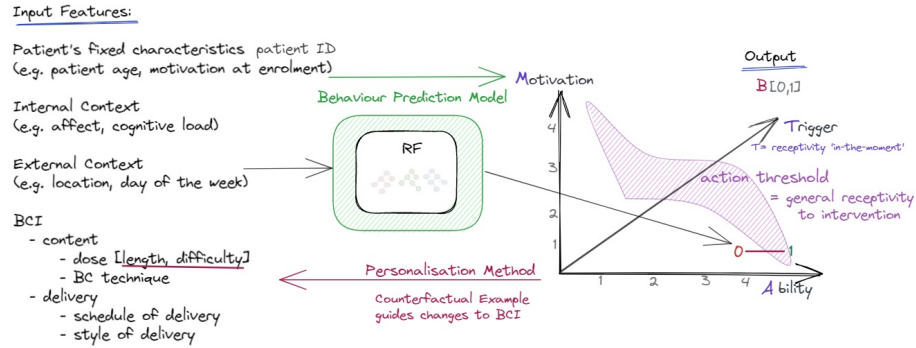 Input Features:
Patient's fixed characteristics patient ID
(e.g. patient age, motivation at enrolment)
Internal Context
(e.g. affect, cognitive load)
External Context
(e.g. location, day of the week)
BCI
- content
- dose [length, difficulty]
- BC technique
- delivery
- schedule of delivery
- style of delivery
Behaviour Prediction Model
RF
Personalisation Method
Counterfactual Example
guides changes to BCI
Motivation
4
3
2
1
1
2
3
4
Ability
0
1
action threshold
= general receptivity
to intervention
Trigger
T= receptivity 'in-the-moment'
Output
B[0,1]